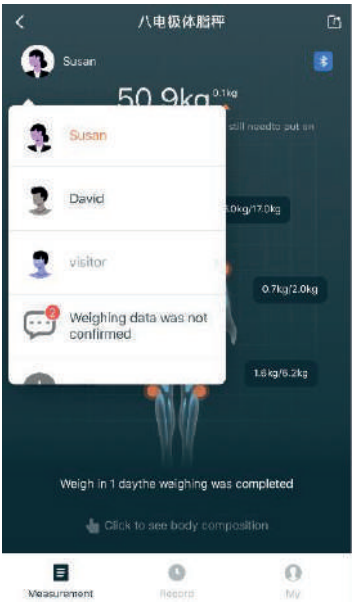 八电极体脂秤
Susan
50.9kg 0.1kg
still needto put on
Susan
David
.0kg/17.0kg
visitor
0.7kg/2.0kg
2
Weighing data was not
confirmed
1.6kg/6.2kg
Weigh in 1 daythe weighing was completed
Click to see body composition
Measurement Record My